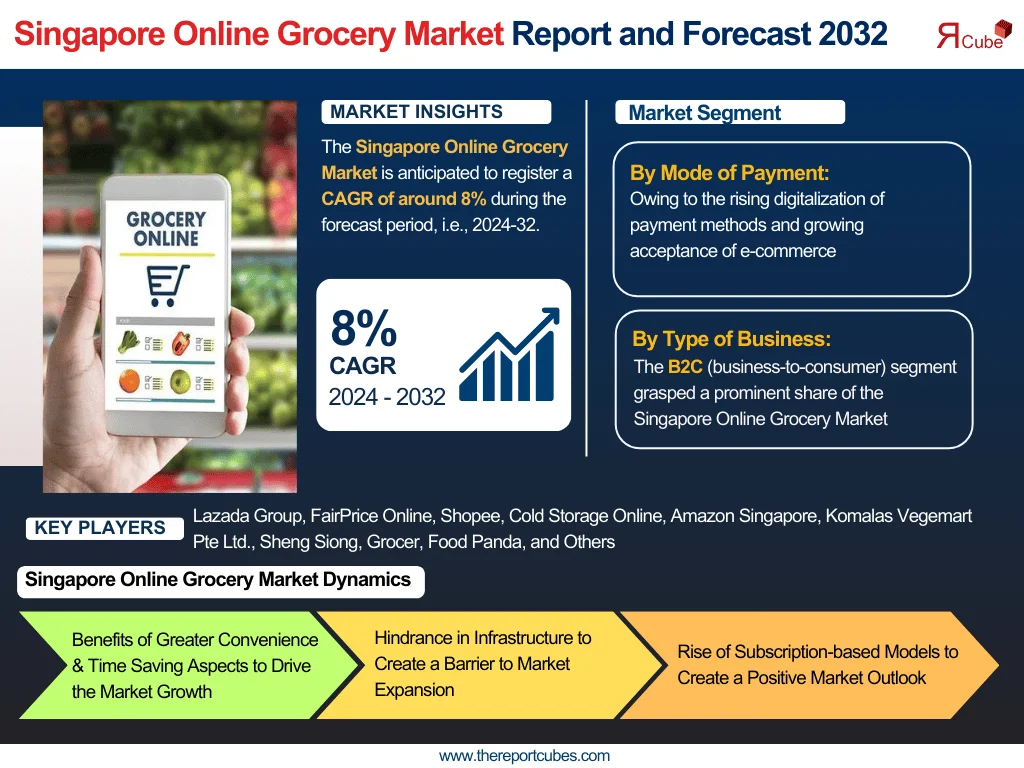 Singapore Online Grocery Market Report and Forecast 2032
ЯCube
MARKET INSIGHTS
The Singapore Online Grocery
Market is anticipated to register a
CAGR of around 8% during the
forecast period, i.e., 2024-32.
GROCERY
ONLINE
8%
CAGR
2024 - 2032
Market Segment
By Mode of Payment:
Owing to the rising digitalization of
payment methods and growing
acceptance of e-commerce
By Type of Business:
The B2C (business-to-consumer) segment
grasped a prominent share of the
Singapore Online Grocery Market
KEY PLAYERS
Lazada Group, FairPrice Online, Shopee, Cold Storage Online, Amazon Singapore, Komalas Vegemart
Pte Ltd., Sheng Siong, Grocer, Food Panda, and Others
Singapore Online Grocery Market Dynamics
Benefits of Greater Convenience
& Time Saving Aspects to Drive
the Market Growth
Hindrance in Infrastructure to
Create a Barrier to Market
Expansion
Rise of Subscription-based Models to
Create a Positive Market Outlook
www.thereportcubes.com